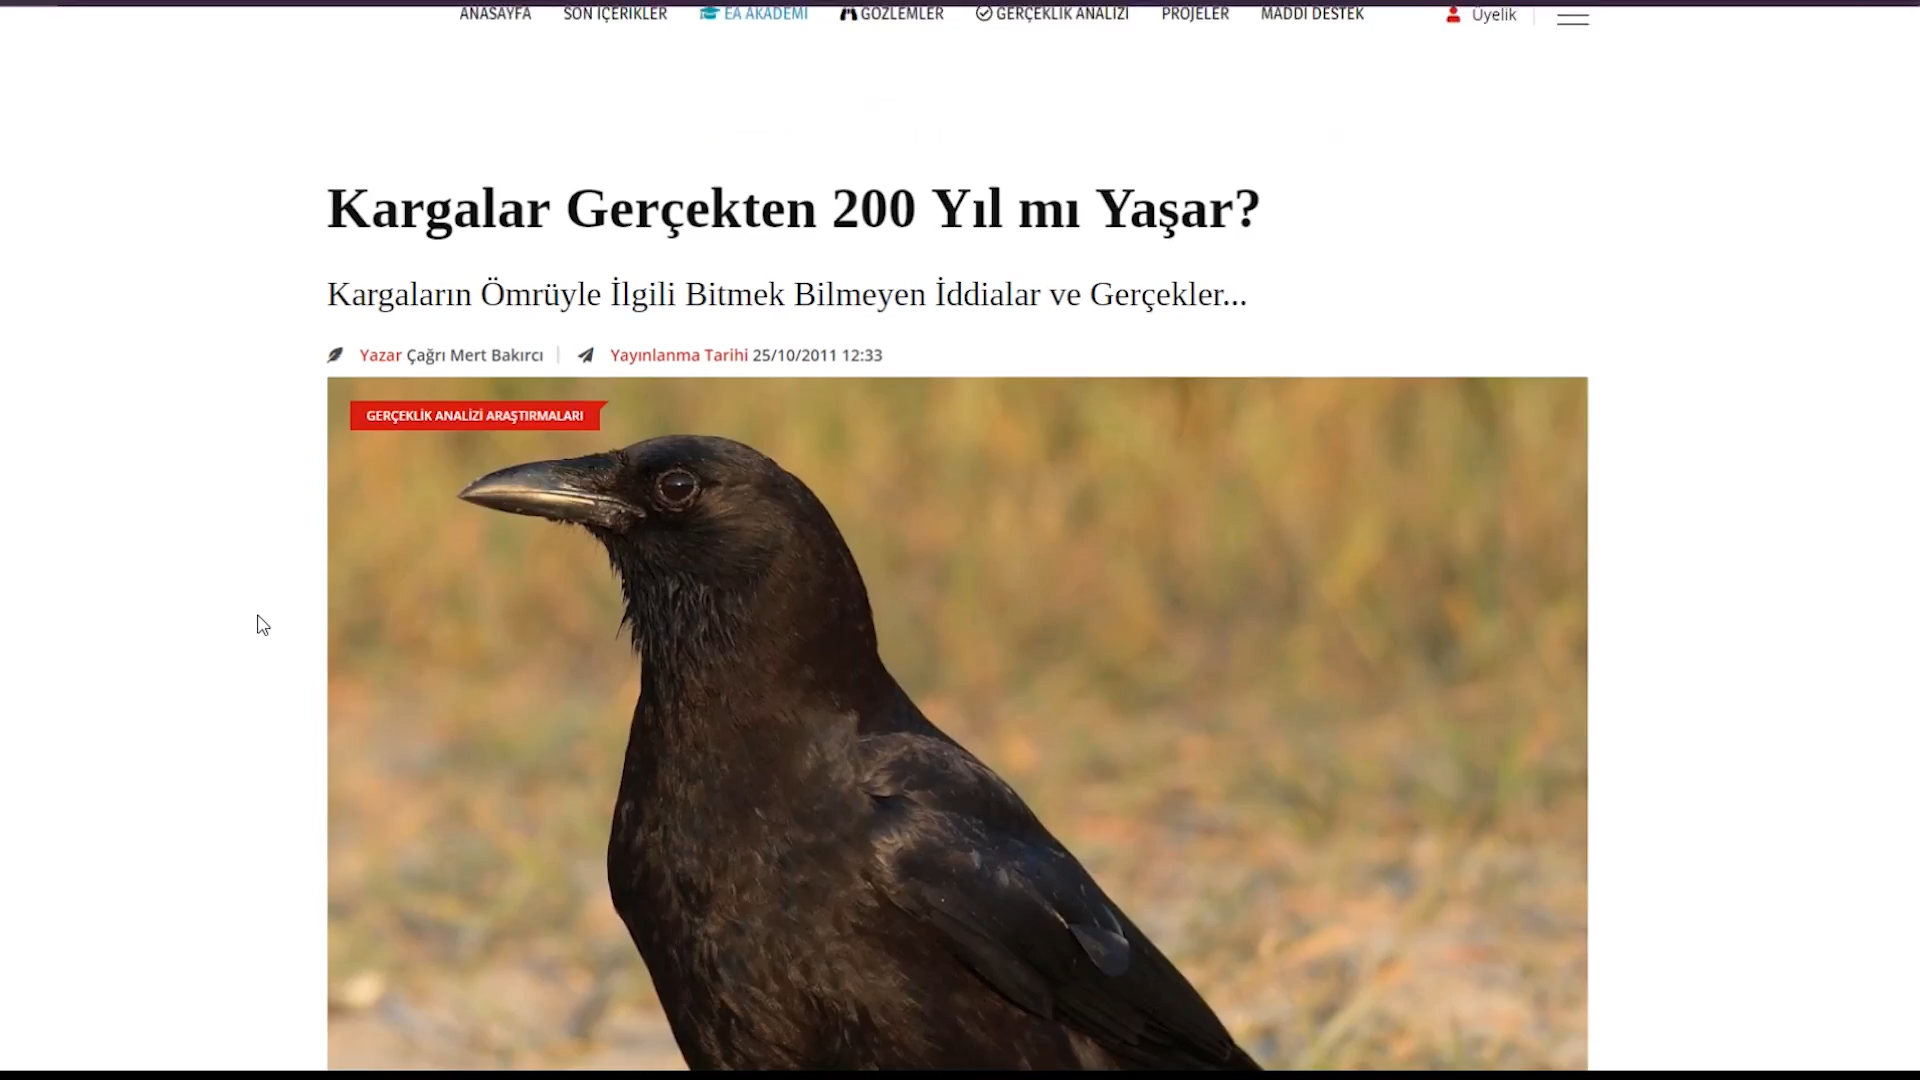 ANASAYFA SON İÇERİKLER EA AKADEMİ GÖZLEMLER GERÇEKLİK ANALİZİ PROJELER MADDİ DESTEK Üyelik
Kargalar Gerçekten 200 Yıl mı Yaşar?
Kargaların Ömrüyle İlgili Bitmek Bilmeyen İddialar ve Gerçekler...
Yazar Çağrı Mert Bakırcı | Yayınlanma Tarihi 25/10/2011 12:33
GERÇEKLİK ANALİZİ ARAŞTIRMALARI